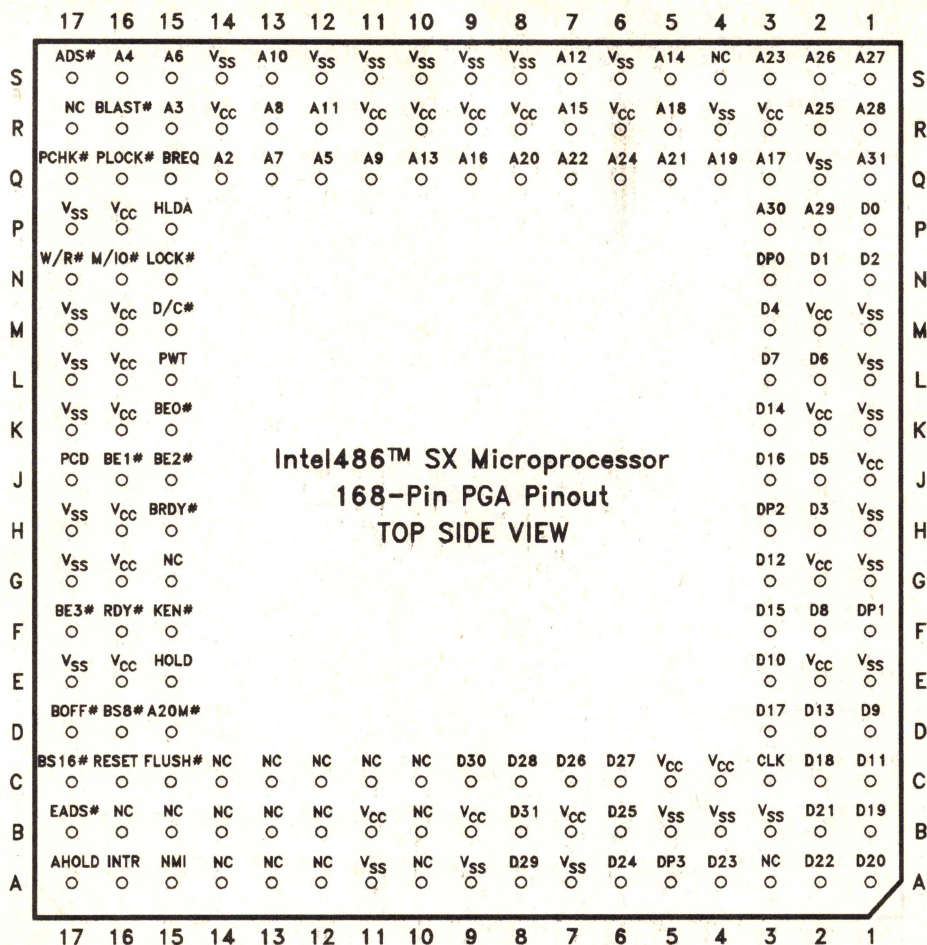 17 16 15 14 13 12 11 10 9 8 7 6 5 4 3 2 1
ADS# A4 A6 VSS A10 VSS VSS VSS VSS VSS A12 VSS A14 NC A23 A26 A27
S S
NC BLAST# A3 VCC A8 A11 VCC VCC VCC VCC A15 VCC A18 VSS VCC A25 A28
R R
PCHK# PLOCK# BREQ A2 A7 A5 A9 A13 A16 A20 A22 A24 A21 A19 A17 VSS A31
Q Q
VSS VCC HLDA A30 A29 D0
P P
W/R# M/IO# LOCK# DP0 D1 D2
N N
VSS VCC D/C# D4 VCC VSS
M M
VSS VCC PWT D7 D6 VSS
L L
VSS VCC BE0# D14 VCC VSS
K K
PCD BE1# BE2# Intel486™ SX Microprocessor D16 D5 VCC
J J
168-Pin PGA Pinout
VSS VCC BRDY# DP2 D3 VSS
H TOP SIDE VIEW H
VSS VCC NC D12 VCC VSS
G G
BE3# RDY# KEN# D15 D8 DP1
F F
VSS VCC HOLD D10 VCC VSS
E E
BOFF# BS8# A20M# D17 D13 D9
D D
BS16# RESET FLUSH# NC NC NC NC NC D30 D28 D26 D27 VCC VCC CLK D18 D11
C C
EADS# NC NC NC NC NC VCC NC VCC D31 VCC D25 VSS VSS VSS D21 D19
B B
AHOLD INTR NMI NC NC NC VSS NC VSS D29 VSS D24 DP3 D23 NC D22 D20
A A
17 16 15 14 13 12 11 10 9 8 7 6 5 4 3 2 1